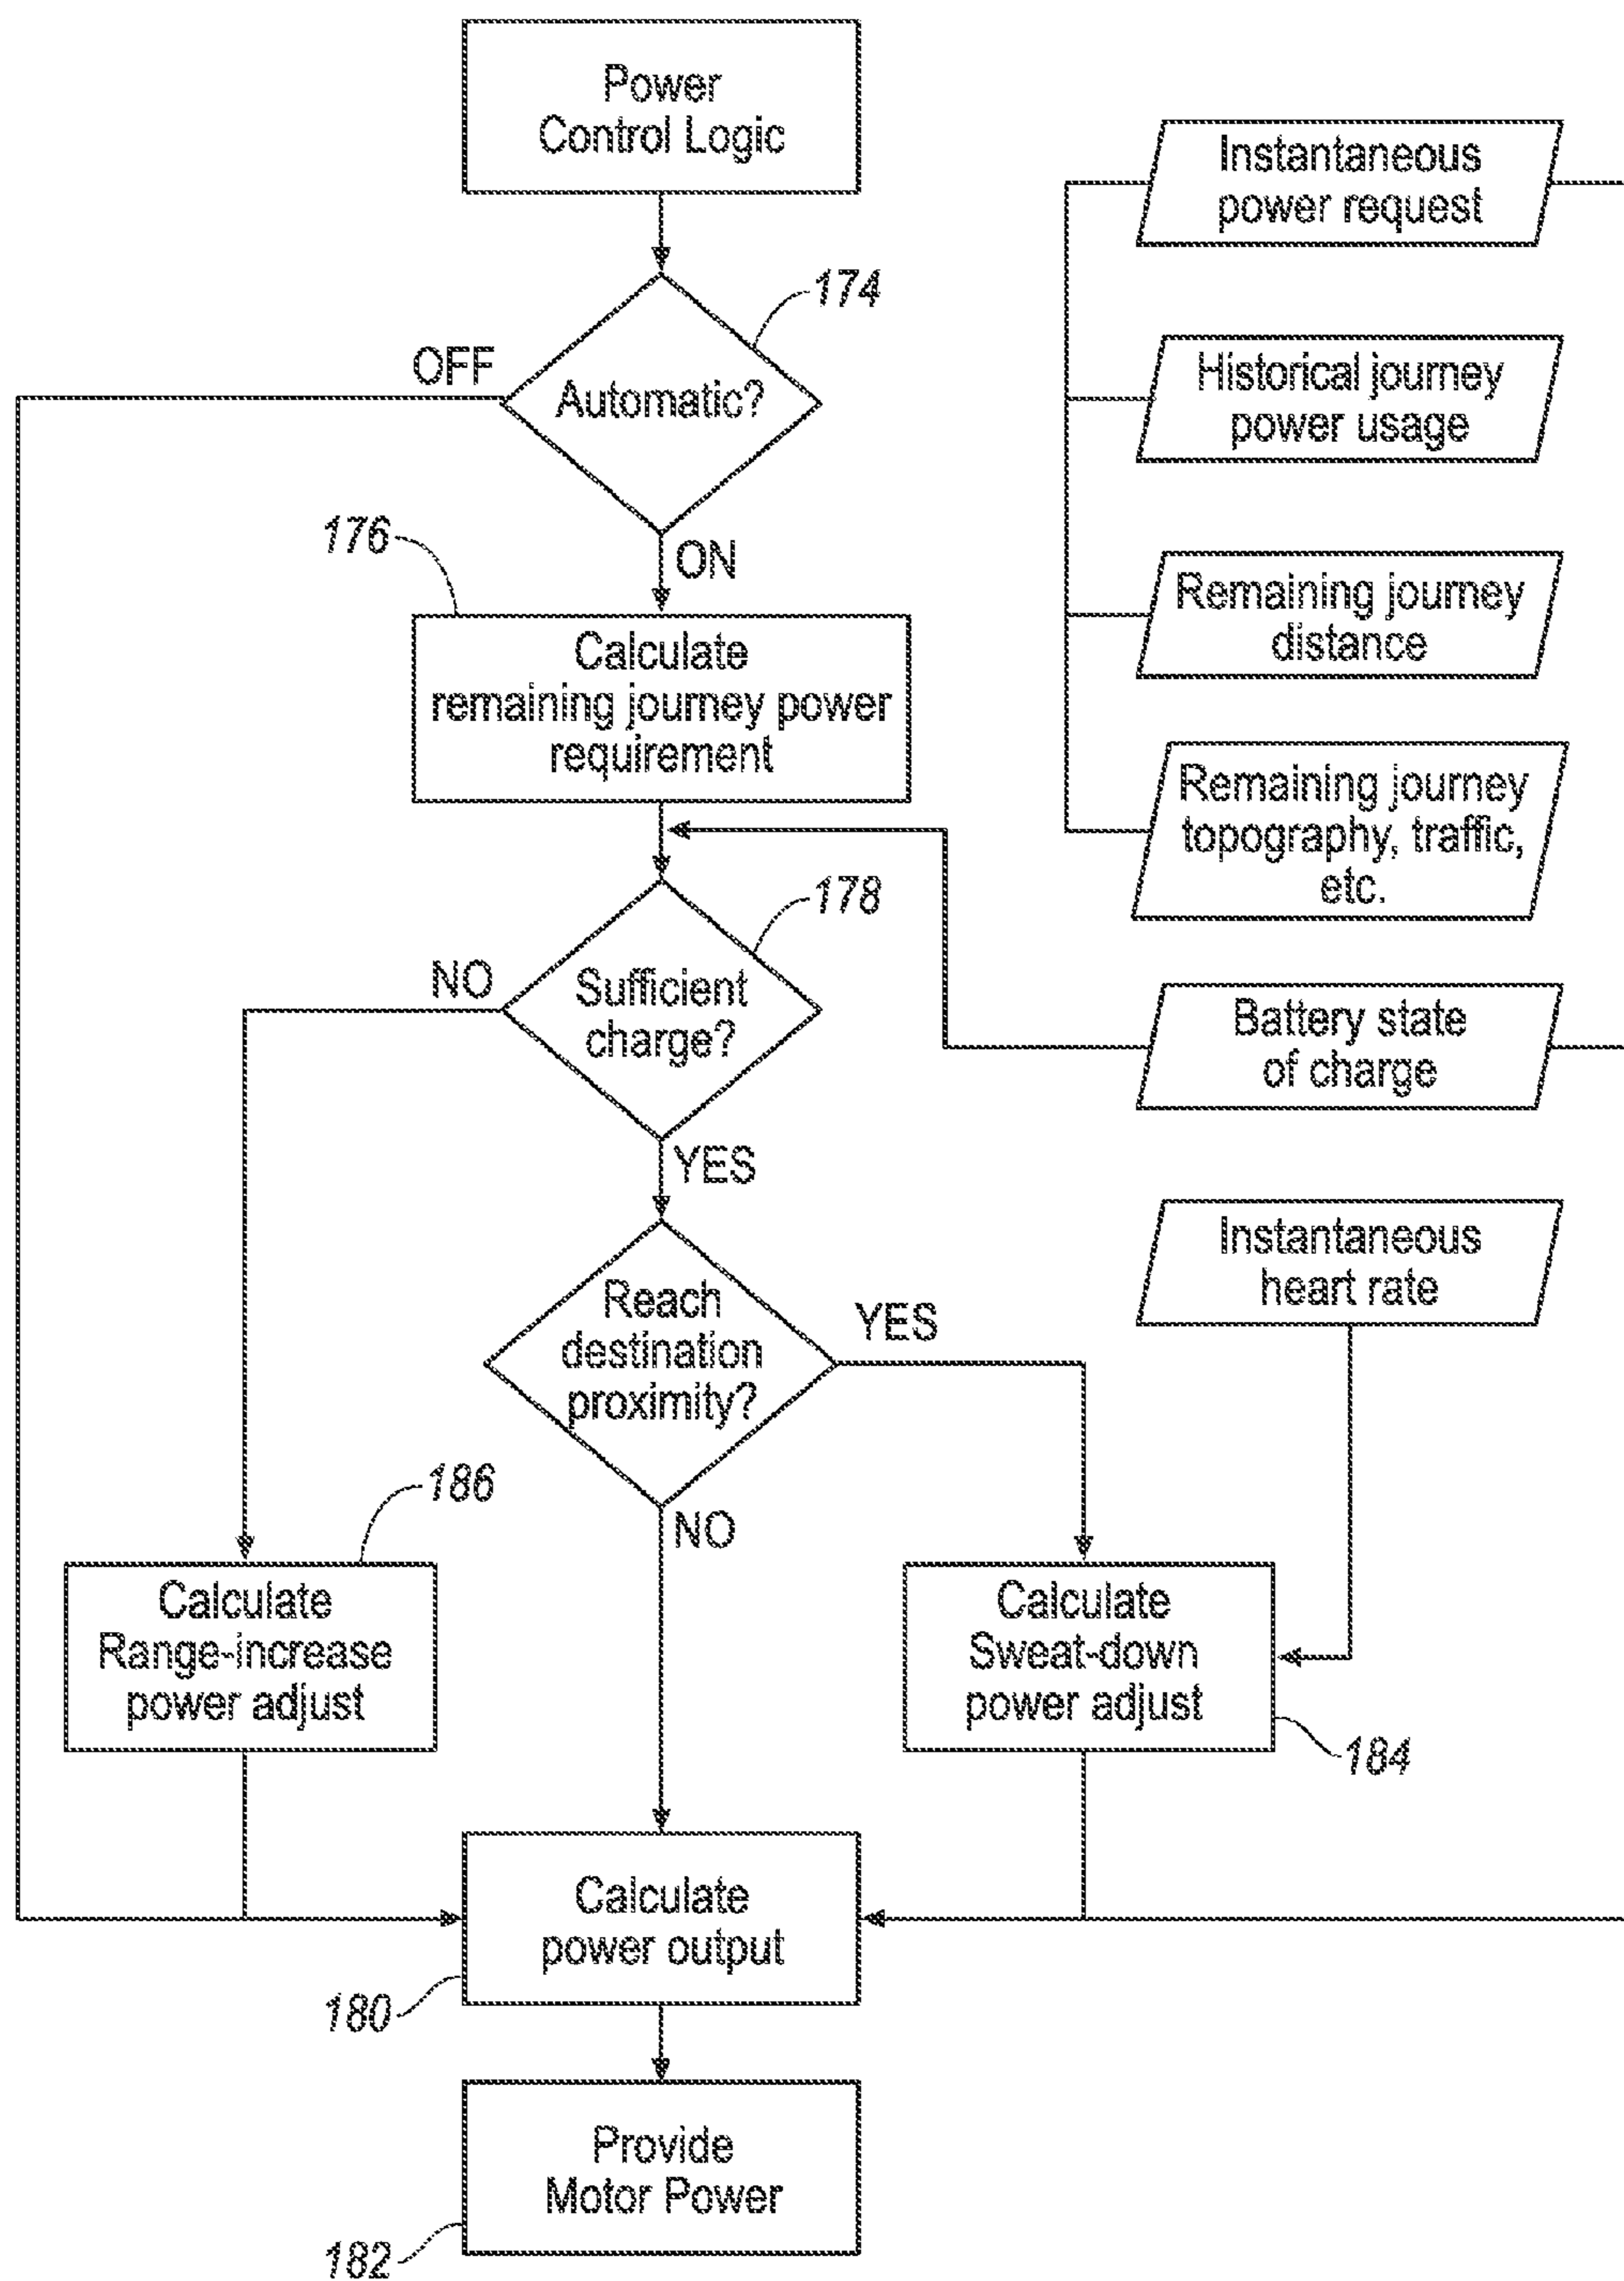 Power
Control Logic
174
OFF
Automatic?
ON
176
Calculate
remaining journey power
requirement
178
NO
Sufficient
charge?
YES
Reach
destination
proximity?
YES
NO
186
Calculate
Range-increase
power adjust
Calculate
Sweat-down
power adjust
184
Calculate
power output
180
Provide
Motor Power
182
Instantaneous
power request
Historical journey
power usage
Remaining journey
distance
Remaining journey
topography, traffic,
etc.
Battery state
of charge
Instantaneous
heart rate